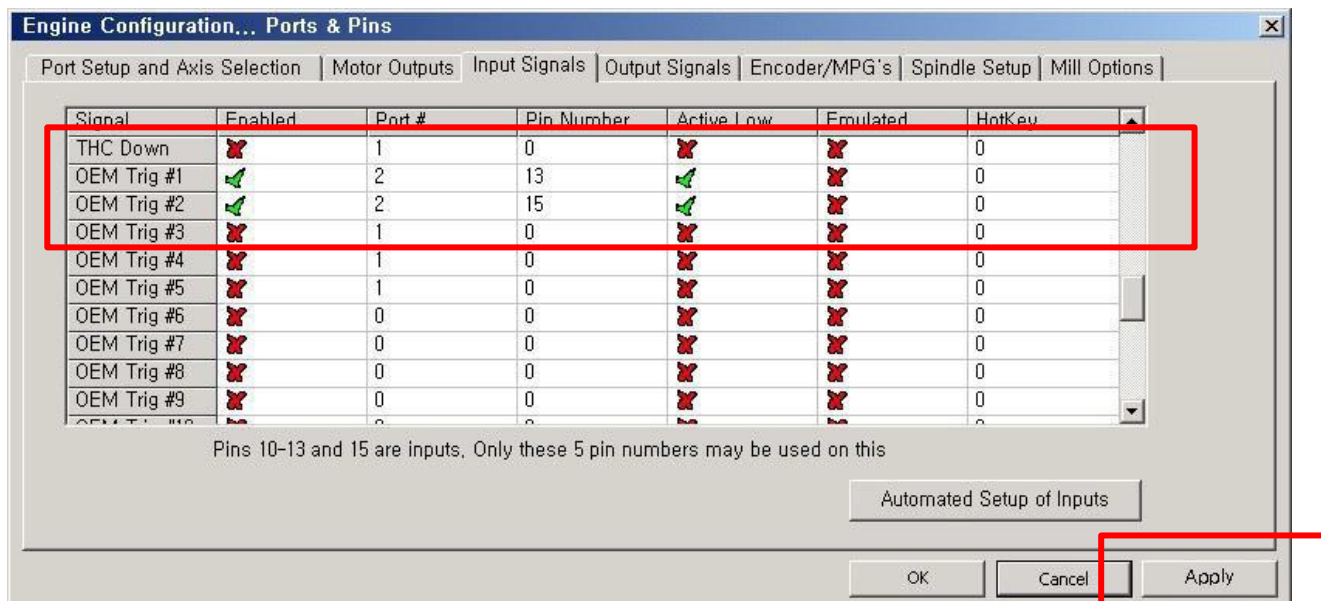 Engine Configuration... Ports & Pins
Port Setup and Axis Selection Motor Outputs Input Signals Output Signals Encoder/MPG's Spindle Setup Mill Options
Signal Enabled Port # Pin Number Active Low Emulated HotKey
THC Down 1 0 0
OEM Trig #1 2 13 0
OEM Trig #2 2 15 0
OEM Trig #3 1 0 0
OEM Trig #4 1 0 0
OEM Trig #5 1 0 0
OEM Trig #6 0 0 0
OEM Trig #7 0 0 0
OEM Trig #8 0 0 0
OEM Trig #9 0 0 0
Pins 10-13 and 15 are inputs, Only these 5 pin numbers may be used on this
Automated Setup of Inputs
OK Cancel Apply